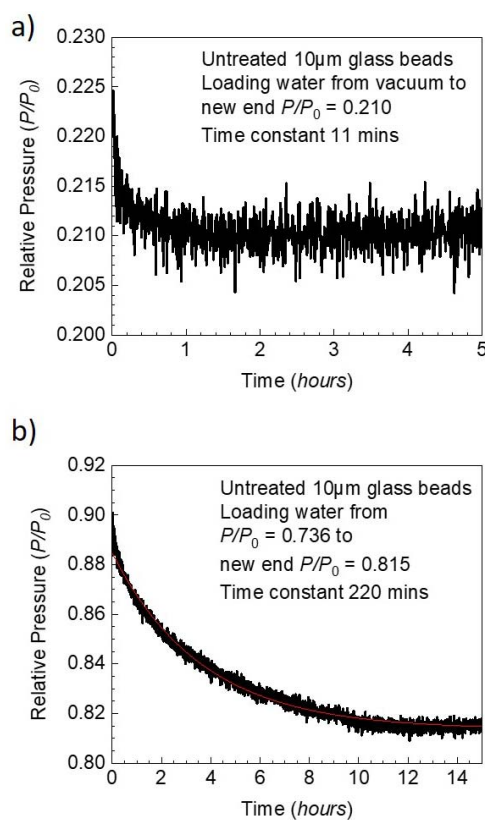 a)
0.230
0.225
0.220
0.215
0.210
0.205
0.200
Relative Pressure (P/P0)
Untreated 10µm glass beads
Loading water from vacuum to
new end P/P0 = 0.210
Time constant 11 mins
0 1 2 3 4 5
Time (hours)
b)
0.92
0.90
0.88
0.86
0.84
0.82
0.80
Relative Pressure (P/P0)
Untreated 10µm glass beads
Loading water from
P/P0 = 0.736 to
new end P/P0 = 0.815
Time constant 220 mins
0 2 4 6 8 10 12 14
Time (hours)